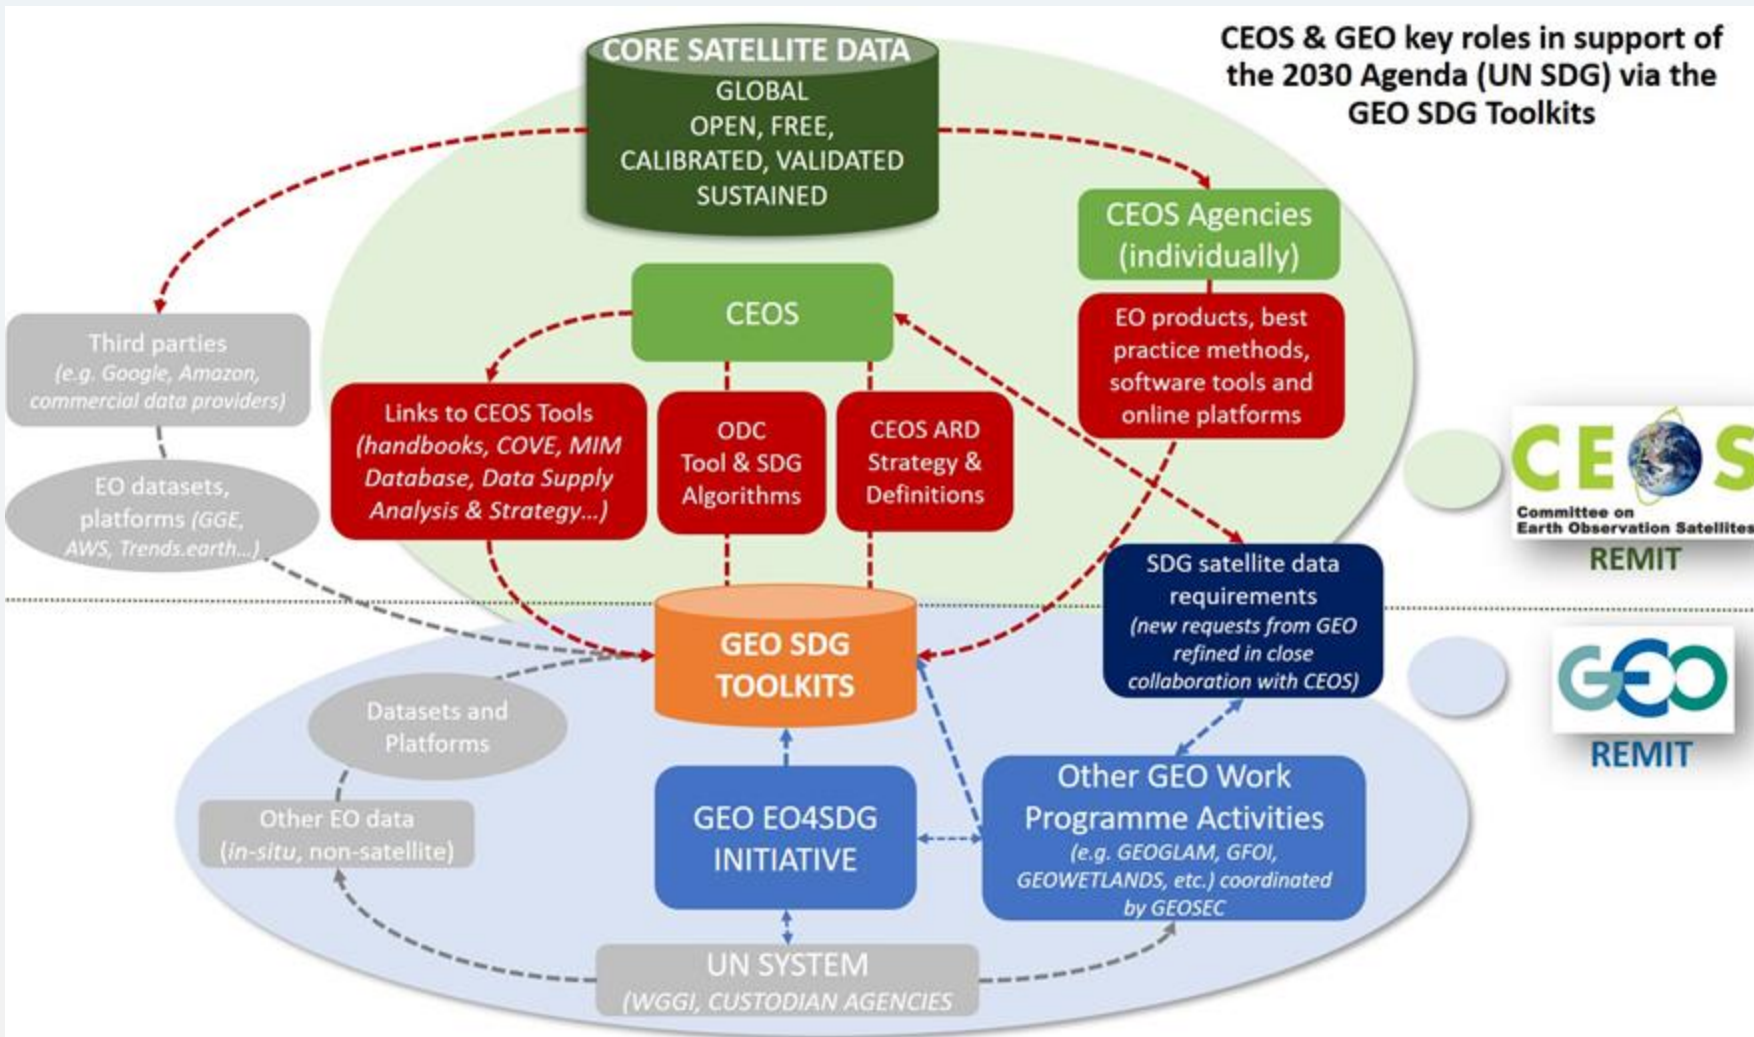 CEOS & GEO key roles in support of
the 2030 Agenda (UN SDG) via the
GEO SDG Toolkits
CORE SATELLITE DATA
GLOBAL
OPEN, FREE,
CALIBRATED, VALIDATED
SUSTAINED
CEOS Agencies
(individually)
CEOS
EO products, best
practice methods,
software tools and
online platforms
Third parties
(e.g. Google, Amazon,
commercial data providers)
Links to CEOS Tools
(handbooks, COVE, MIM
Database, Data Supply
Analysis & Strategy...)
ODC
Tool & SDG
Algorithms
CEOS ARD
Strategy &
Definitions
EO datasets,
platforms (GGE,
AWS, Trends.earth...)
CEOS
Committee on
Earth Observation Satellites
REMIT
SDG satellite data
requirements
(new requests from GEO
refined in close
collaboration with CEOS)
GEO SDG
TOOLKITS
GEO
REMIT
Datasets and
Platforms
Other EO data
(in-situ, non-satellite)
GEO EO4SDG
INITIATIVE
Other GEO Work
Programme Activities
(e.g. GEOGLAM, GFOI,
GEOWETLANDS, etc.) coordinated
by GEOSEC
UN SYSTEM
(WGGI, CUSTODIAN AGENCIES